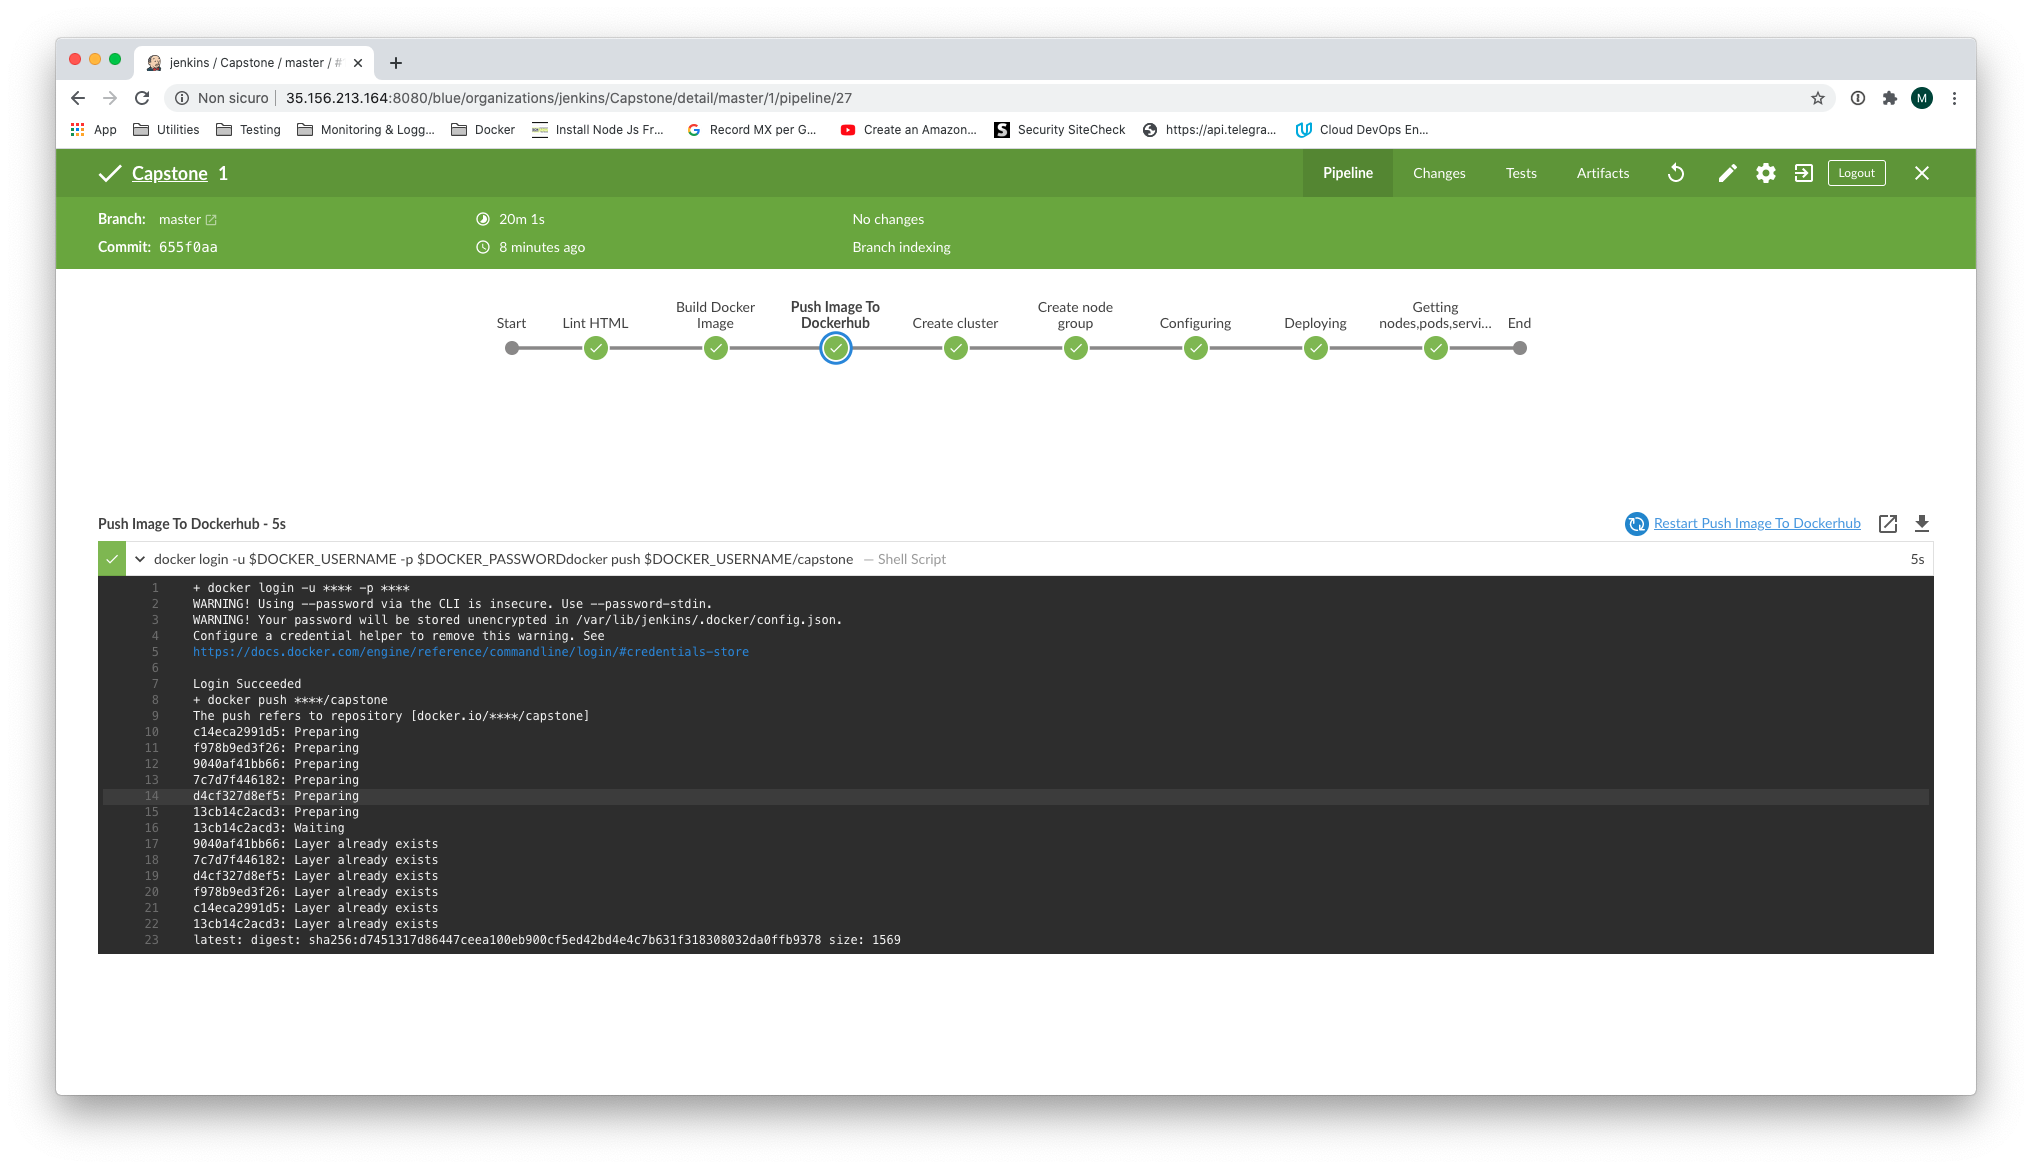 jenkins / Capstone / master / #
Non sicuro 35.156.213.164:8080/blue/organizations/jenkins/Capstone/detail/master/1/pipeline/27
M
App Utilities Testing Monitoring & Logg... Docker Install Node Js Fr... Record MX per G... Create an Amazon... Security SiteCheck https://api.telegra... Cloud DevOps En...
Capstone 1 Pipeline Changes Tests Artifacts Logout
Branch: master 20m 1s No changes
Commit: 655f0aa 8 minutes ago Branch indexing
Start
Lint HTML
Build Docker
Image
Push Image To
Dockerhub
Create cluster
Create node
group
Configuring
Deploying
Getting
nodes,pods,servi...
End
Push Image To Dockerhub - 5s Restart Push Image To Dockerhub
docker login -u $DOCKER_USERNAME -p $DOCKER_PASSWORDdocker push $DOCKER_USERNAME/capstone — Shell Script 5s
1 + docker login -u **** -p ****
2 WARNING! Using --password via the CLI is insecure. Use --password-stdin.
3 WARNING! Your password will be stored unencrypted in /var/lib/jenkins/.docker/config.json.
4 Configure a credential helper to remove this warning. See
5 https://docs.docker.com/engine/reference/commandline/login/#credentials-store
6
7 Login Succeeded
8 + docker push ****/capstone
9 The push refers to repository [docker.io/****/capstone]
10 c14eca2991d5: Preparing
11 f978b9ed3f26: Preparing
12 9040af41bb66: Preparing
13 7c7d7f446182: Preparing
14 d4cf327d8ef5: Preparing
15 13cb14c2acd3: Preparing
16 13cb14c2acd3: Waiting
17 9040af41bb66: Layer already exists
18 7c7d7f446182: Layer already exists
19 d4cf327d8ef5: Layer already exists
20 f978b9ed3f26: Layer already exists
21 c14eca2991d5: Layer already exists
22 13cb14c2acd3: Layer already exists
23 latest: digest: sha256:d7451317d86447ceea100eb900cf5ed42bd4e4c7b631f318308032da0ffb9378 size: 1569